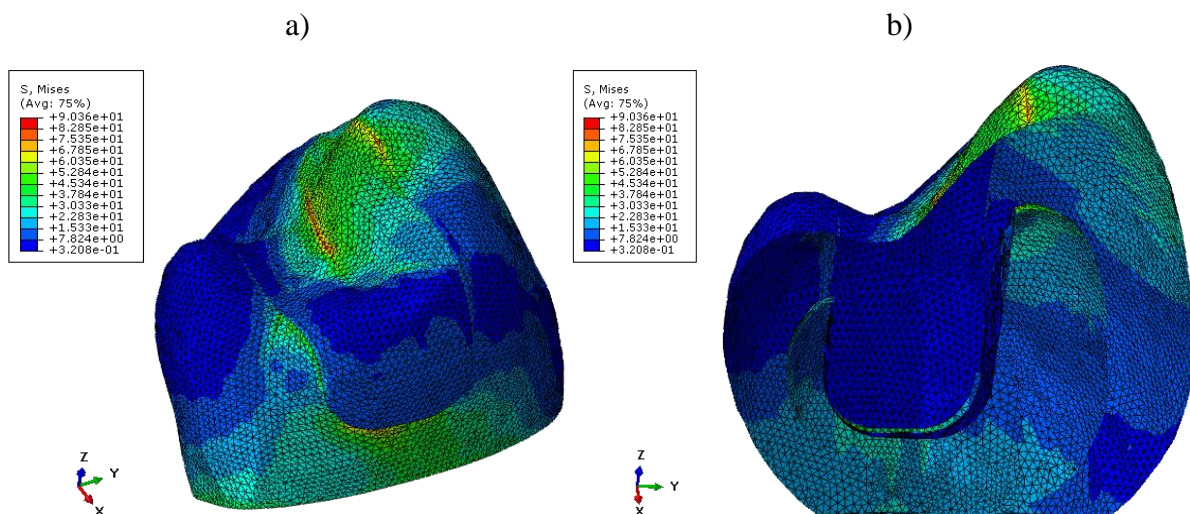 a)
b)
S, Mises
(Avg: 75%)
+9.036e+01
+8.285e+01
+7.535e+01
+6.785e+01
+6.035e+01
+5.284e+01
+4.534e+01
+3.784e+01
+3.033e+01
+2.283e+01
+1.533e+01
+7.824e+00
+3.208e-01
Z
Y
X
S, Mises
(Avg: 75%)
+9.036e+01
+8.285e+01
+7.535e+01
+6.785e+01
+6.035e+01
+5.284e+01
+4.534e+01
+3.784e+01
+3.033e+01
+2.283e+01
+1.533e+01
+7.824e+00
+3.208e-01
Z
Y
X